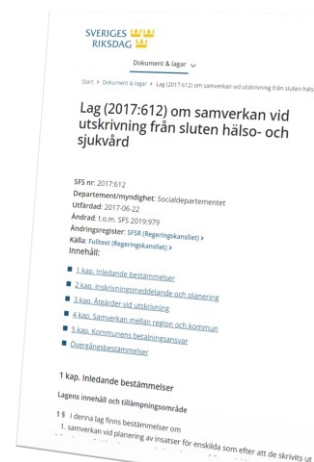 SVERIGES
RIKSDAG
Dokument & lagar
Start > Dokument & lagar > Lag (2017:612) om samverkan vid utskrivning från sluten häls
Lag (2017:612) om samverkan vid
utskrivning från sluten hälso- och
sjukvård
SFS nr: 2017:612
Departement/myndighet: Socialdepartementet
Utfärdad: 2017-06-22
Ändrad: t.o.m. SFS 2019:979
Ändringsregister: SFSR (Regeringskansliet) >
Källa: Fulltext (Regeringskansliet) >
Innehåll:
1 kap. Inledande bestämmelser
2 kap. Inskrivningsmeddelande och planering
3 kap. Åtgärder vid utskrivning
4 kap. Samverkan mellan region och kommun
5 kap. Kommunens betalningsansvar
Övergångsbestämmelser
1 kap. Inledande bestämmelser
Lagens innehåll och tillämpningsområde
1 § I denna lag finns bestämmelser om
1. samverkan vid planering av insatser för enskilda som efter att de skrivits ut